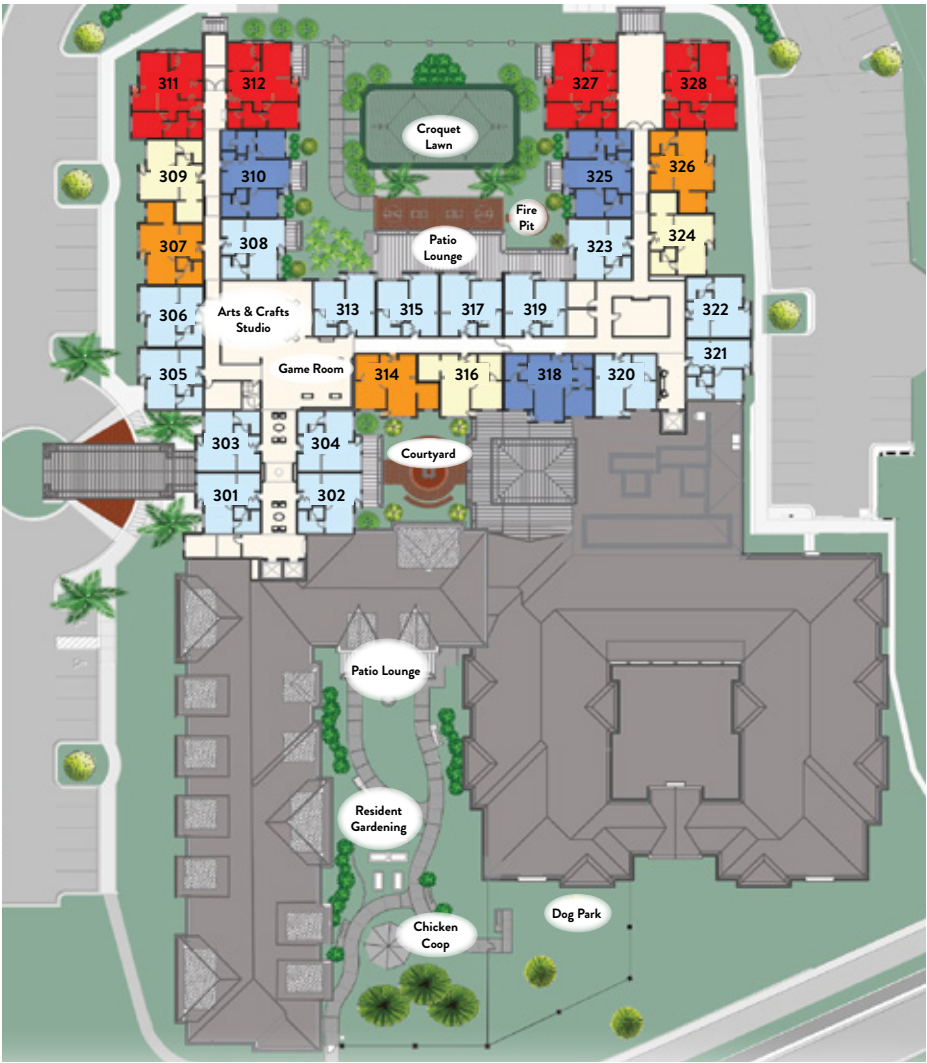 311
312
327
328
Croquet
Lawn
309
310
325
326
Fire
Pit
307
308
Patio
Lounge
323
324
306
Arts & Crafts
Studio
313
315
317
319
322
321
305
Game Room
314
316
318
320
303
304
Courtyard
301
302
Patio Lounge
Resident
Gardening
Chicken
Coop
Dog Park